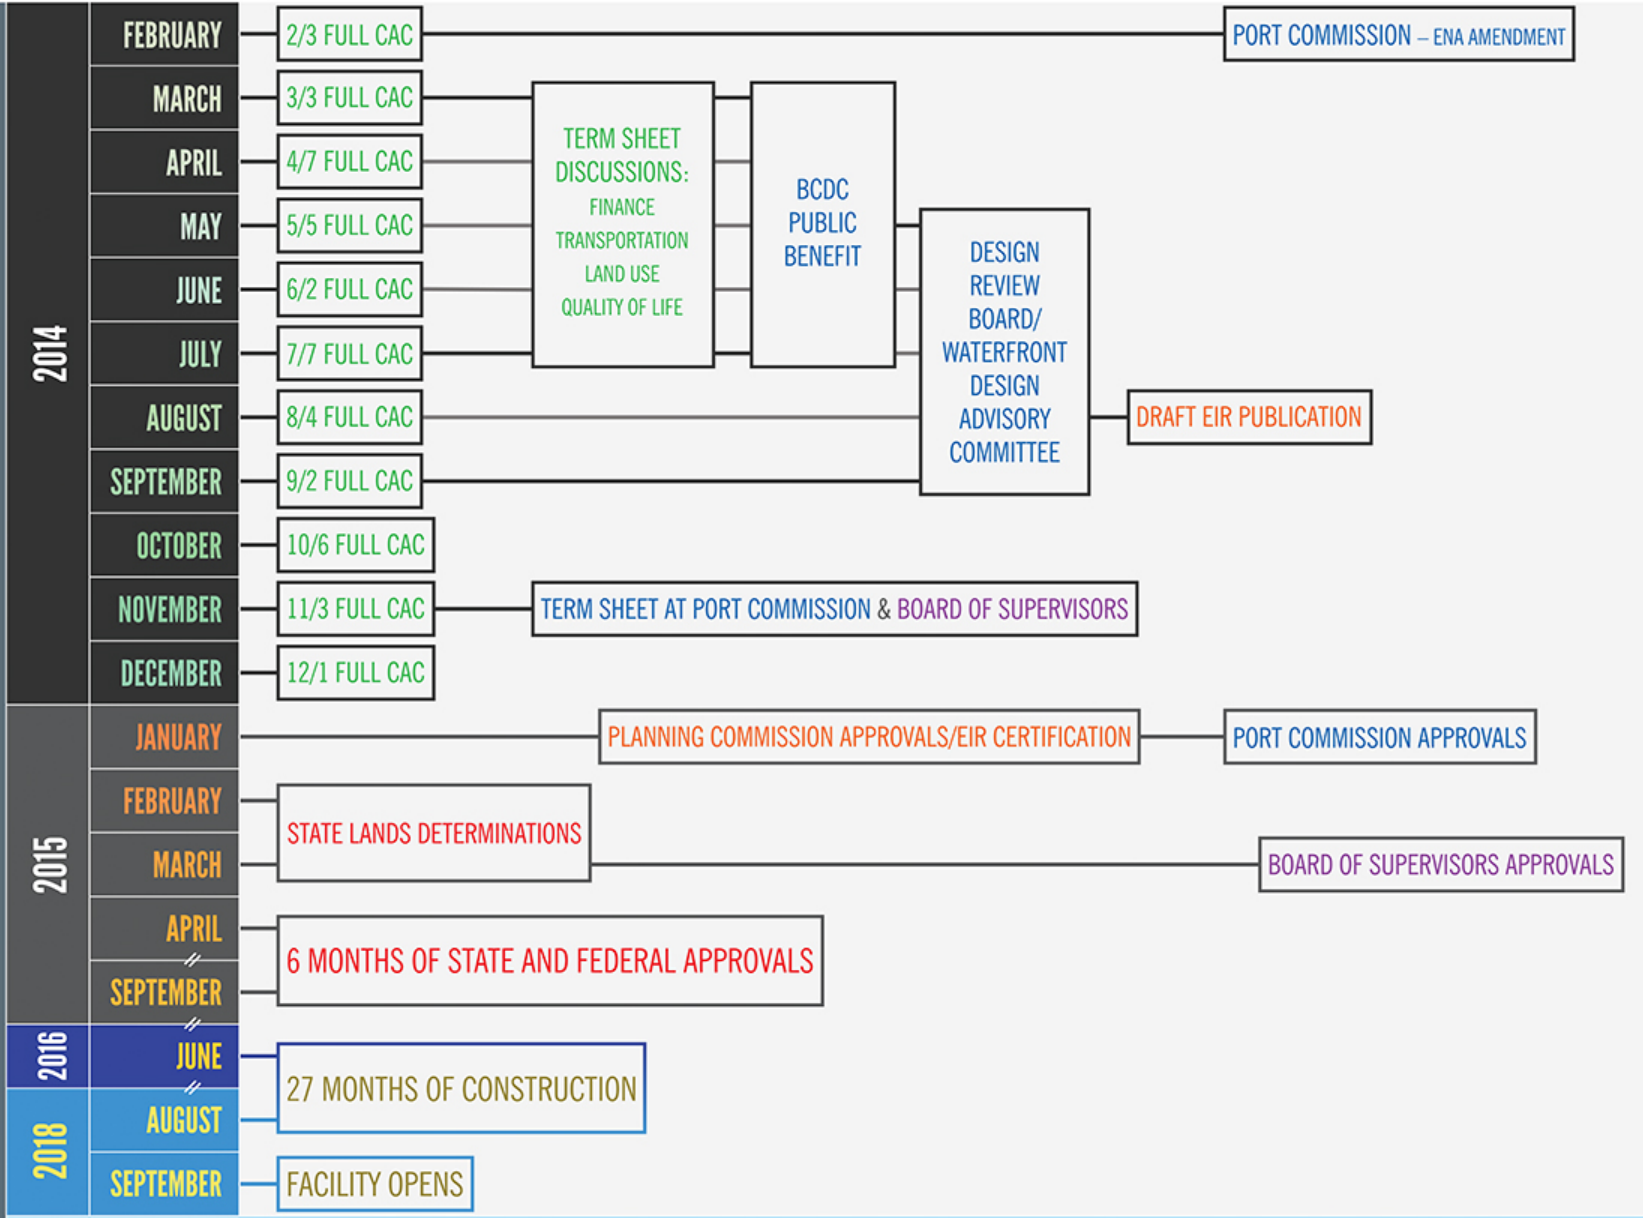 2014
FEBRUARY
2/3 FULL CAC
PORT COMMISSION – ENA AMENDMENT
MARCH
3/3 FULL CAC
APRIL
4/7 FULL CAC
MAY
5/5 FULL CAC
JUNE
6/2 FULL CAC
JULY
7/7 FULL CAC
TERM SHEET
DISCUSSIONS:
FINANCE
TRANSPORTATION
LAND USE
QUALITY OF LIFE
BCDC
PUBLIC
BENEFIT
DESIGN
REVIEW
BOARD/
WATERFRONT
DESIGN
ADVISORY
COMMITTEE
AUGUST
8/4 FULL CAC
DRAFT EIR PUBLICATION
SEPTEMBER
9/2 FULL CAC
OCTOBER
10/6 FULL CAC
NOVEMBER
11/3 FULL CAC
TERM SHEET AT PORT COMMISSION & BOARD OF SUPERVISORS
DECEMBER
12/1 FULL CAC
2015
JANUARY
PLANNING COMMISSION APPROVALS/EIR CERTIFICATION
PORT COMMISSION APPROVALS
FEBRUARY
STATE LANDS DETERMINATIONS
MARCH
BOARD OF SUPERVISORS APPROVALS
APRIL
//
6 MONTHS OF STATE AND FEDERAL APPROVALS
SEPTEMBER
//
2016
JUNE
//
27 MONTHS OF CONSTRUCTION
2018
AUGUST
SEPTEMBER
FACILITY OPENS